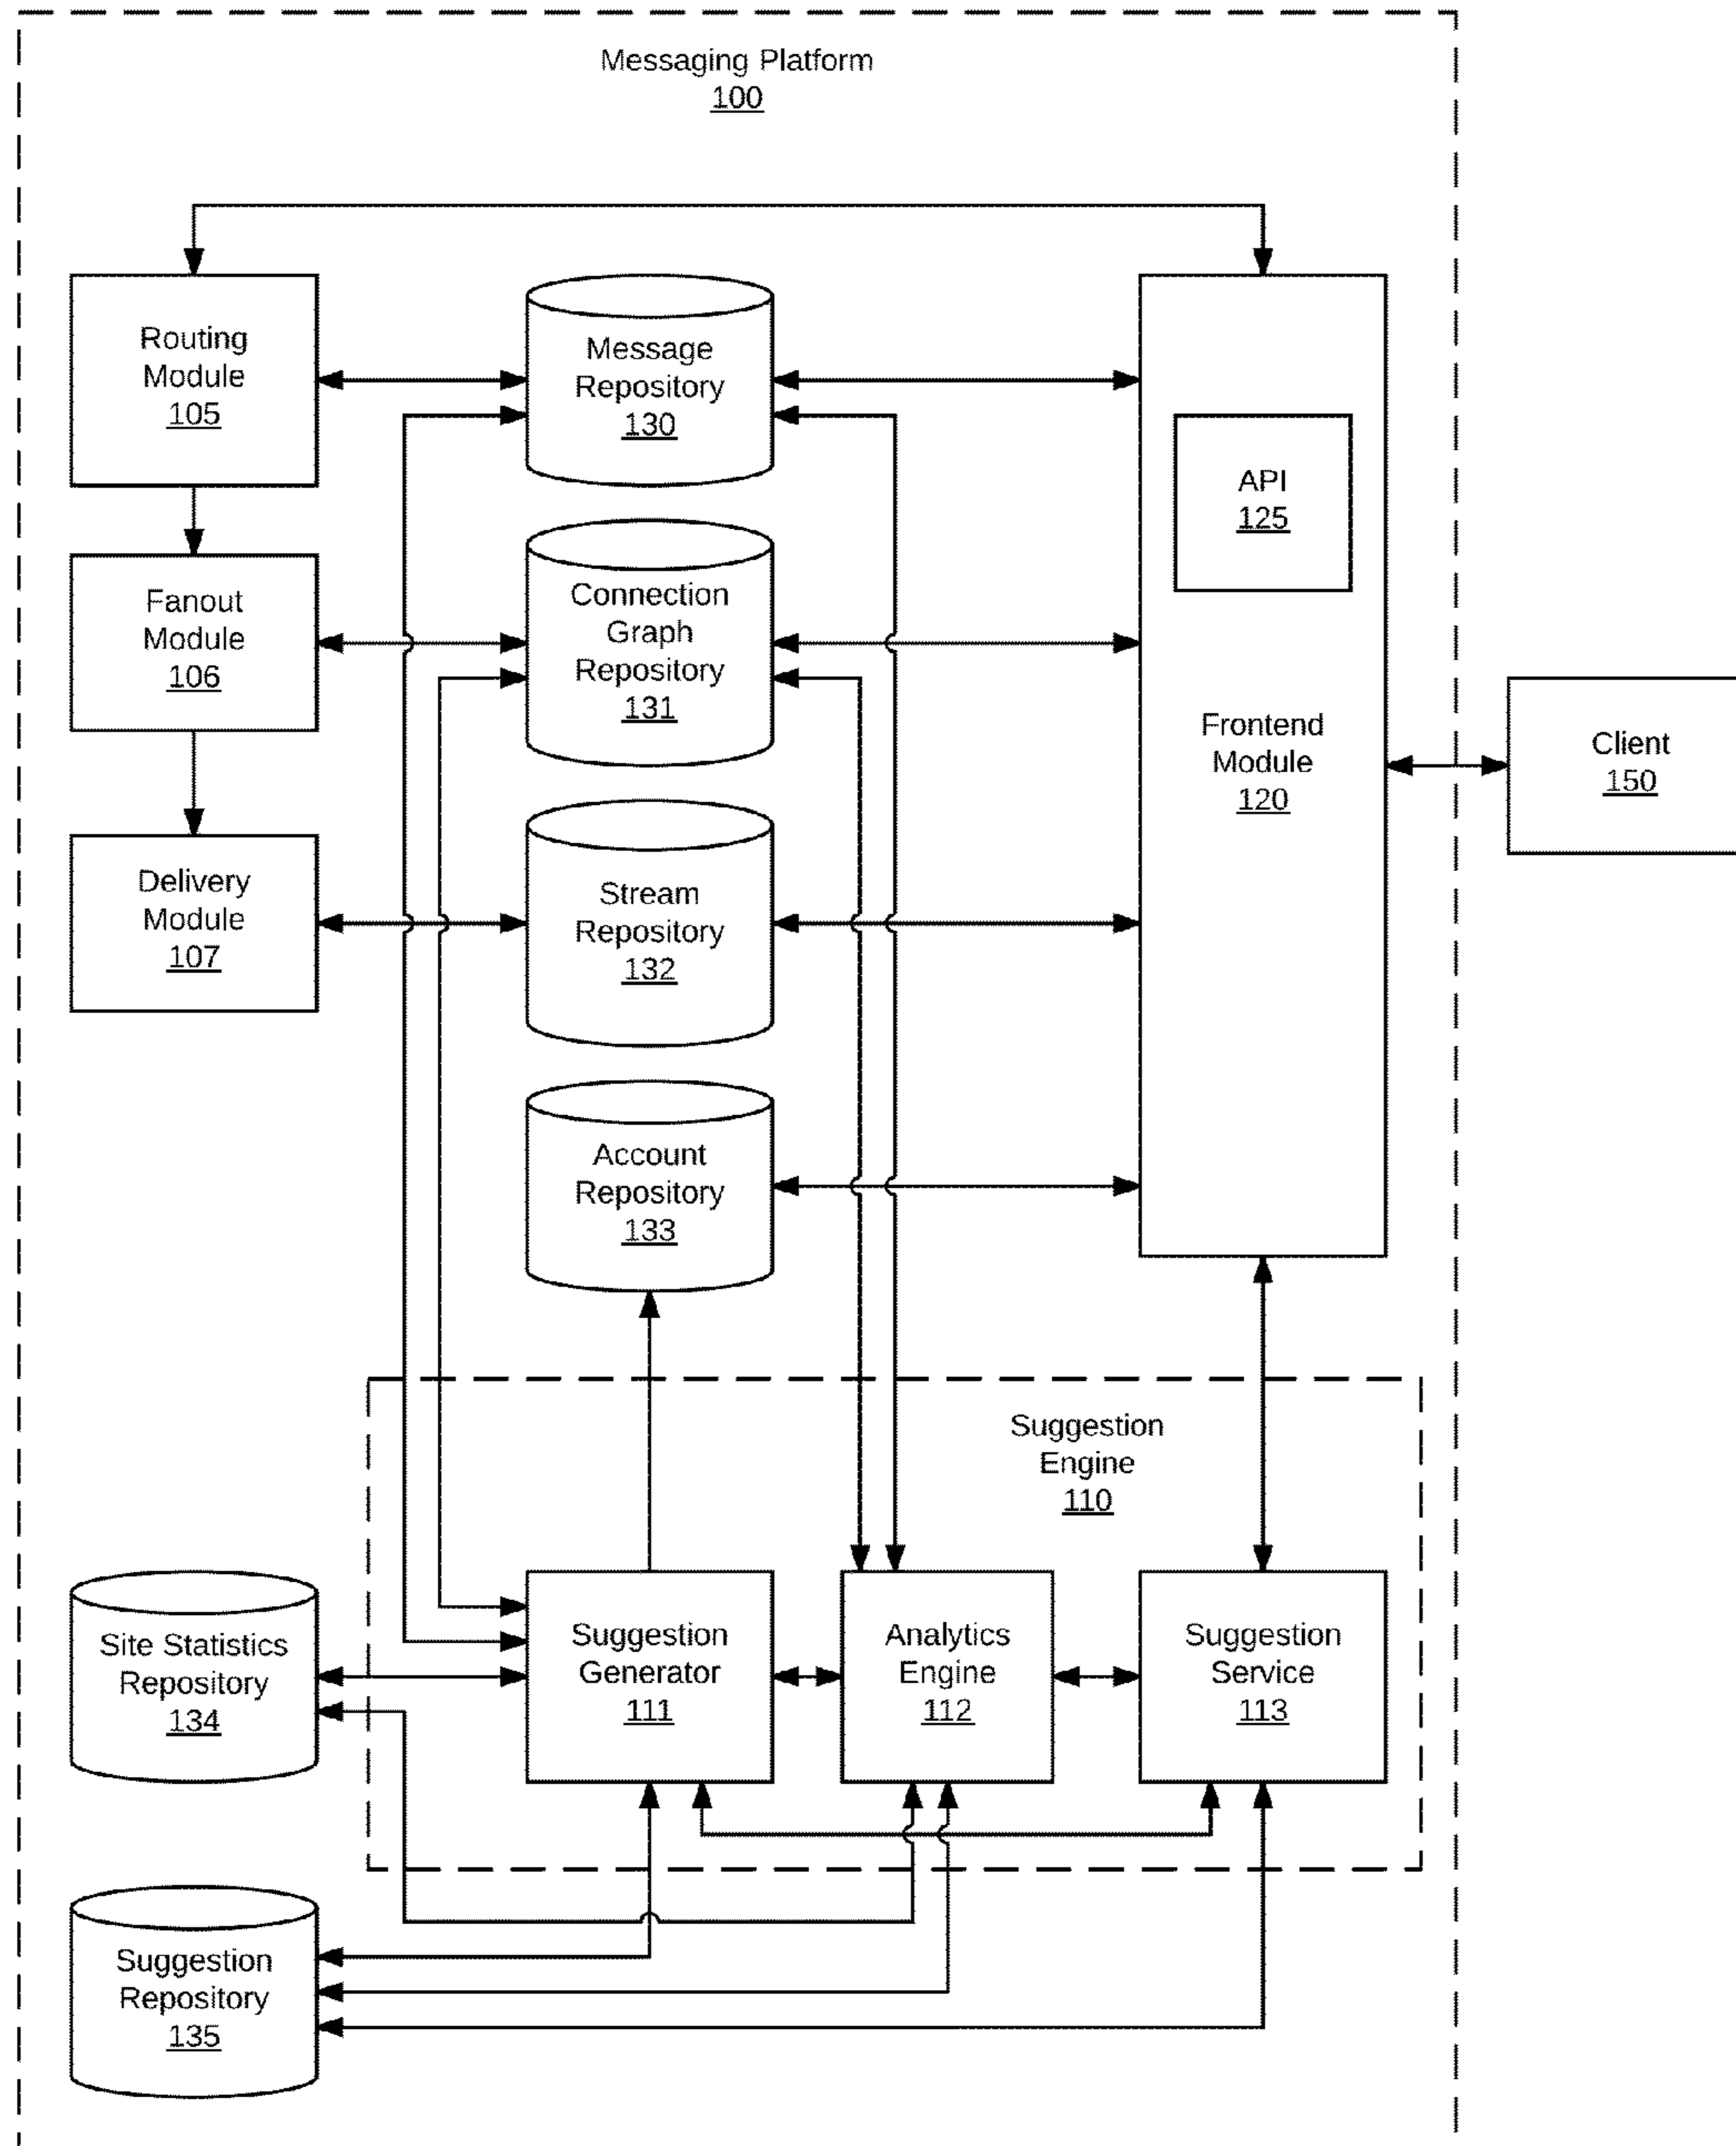 Messaging Platform
100
Routing
Module
105
Message
Repository
130
API
125
Fanout
Module
106
Connection
Graph
Repository
131
Frontend
Module
120
Client
150
Delivery
Module
107
Stream
Repository
132
Account
Repository
133
Suggestion
Engine
110
Site Statistics
Repository
134
Suggestion
Generator
111
Analytics
Engine
112
Suggestion
Service
113
Suggestion
Repository
135